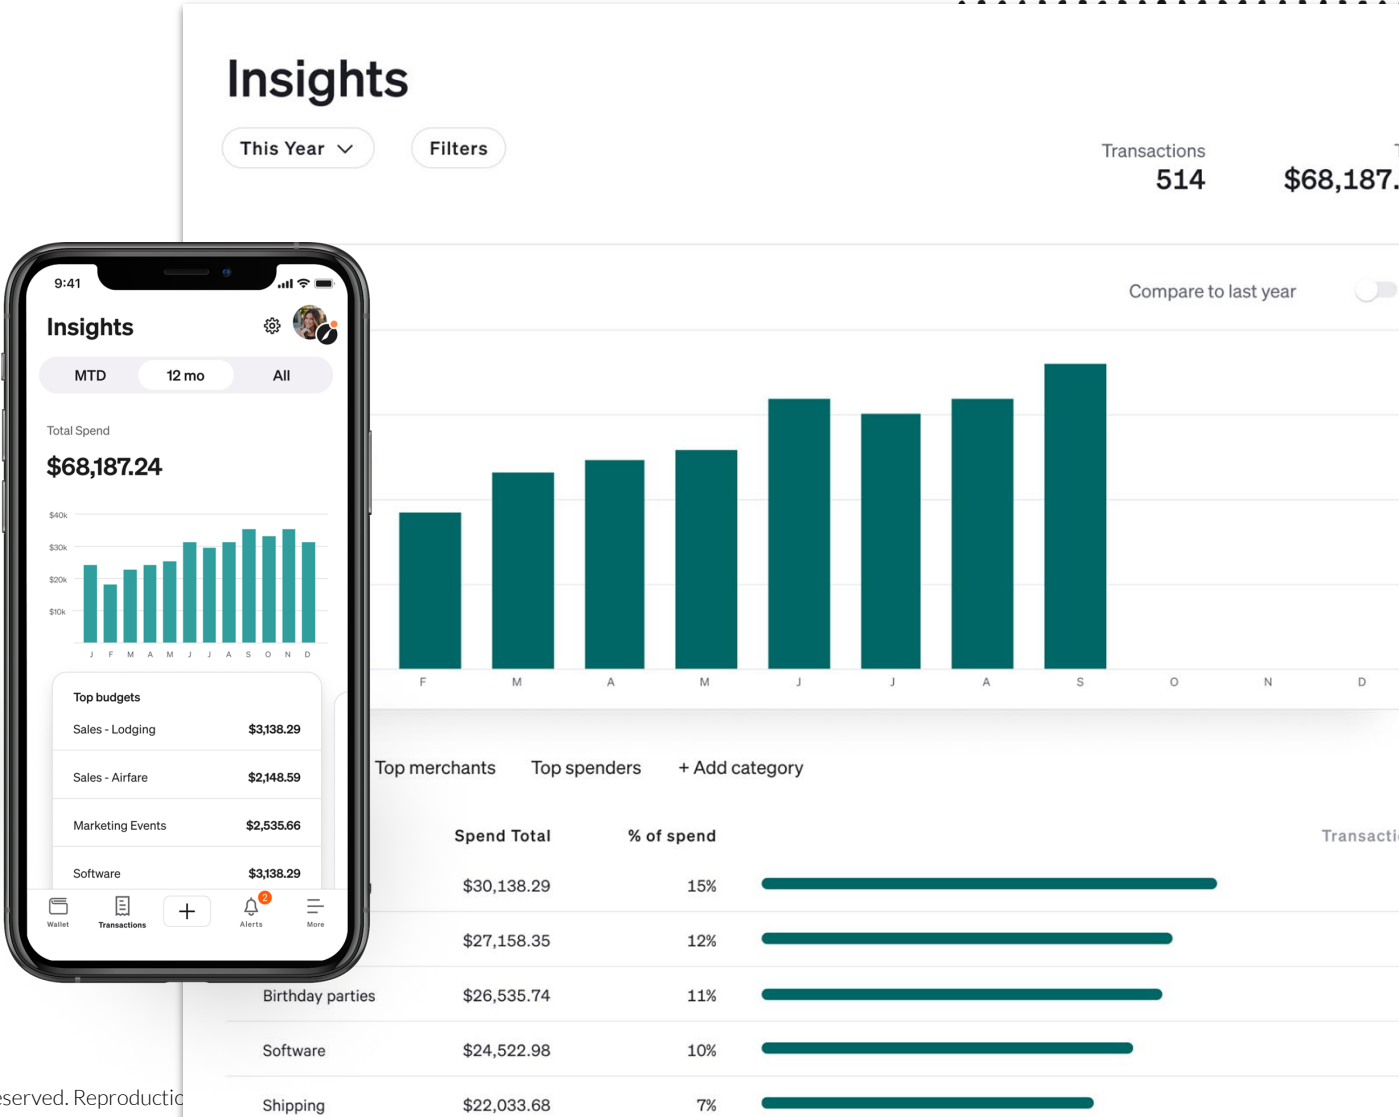 Insights
This Year
Filters
Transactions
514
$68,187.
Compare to last year
F M A M J J A S O N D
Top merchants
Top spenders
+ Add category
Spend Total
% of spend
$30,138.29 15%
$27,158.35 12%
Birthday parties $26,535.74 11%
Software $24,522.98 10%
Shipping $22,033.68 7%
9:41
Insights
MTD 12 mo All
Total Spend
$68,187.24
$40k
$30k
$20k
$10k
J F M A M J J A S O N D
Top budgets
Sales - Lodging $3,138.29
Sales - Airfare $2,148.59
Marketing Events $2,535.66
Software $3,138.29
2
Wallet Transactions + Alerts More